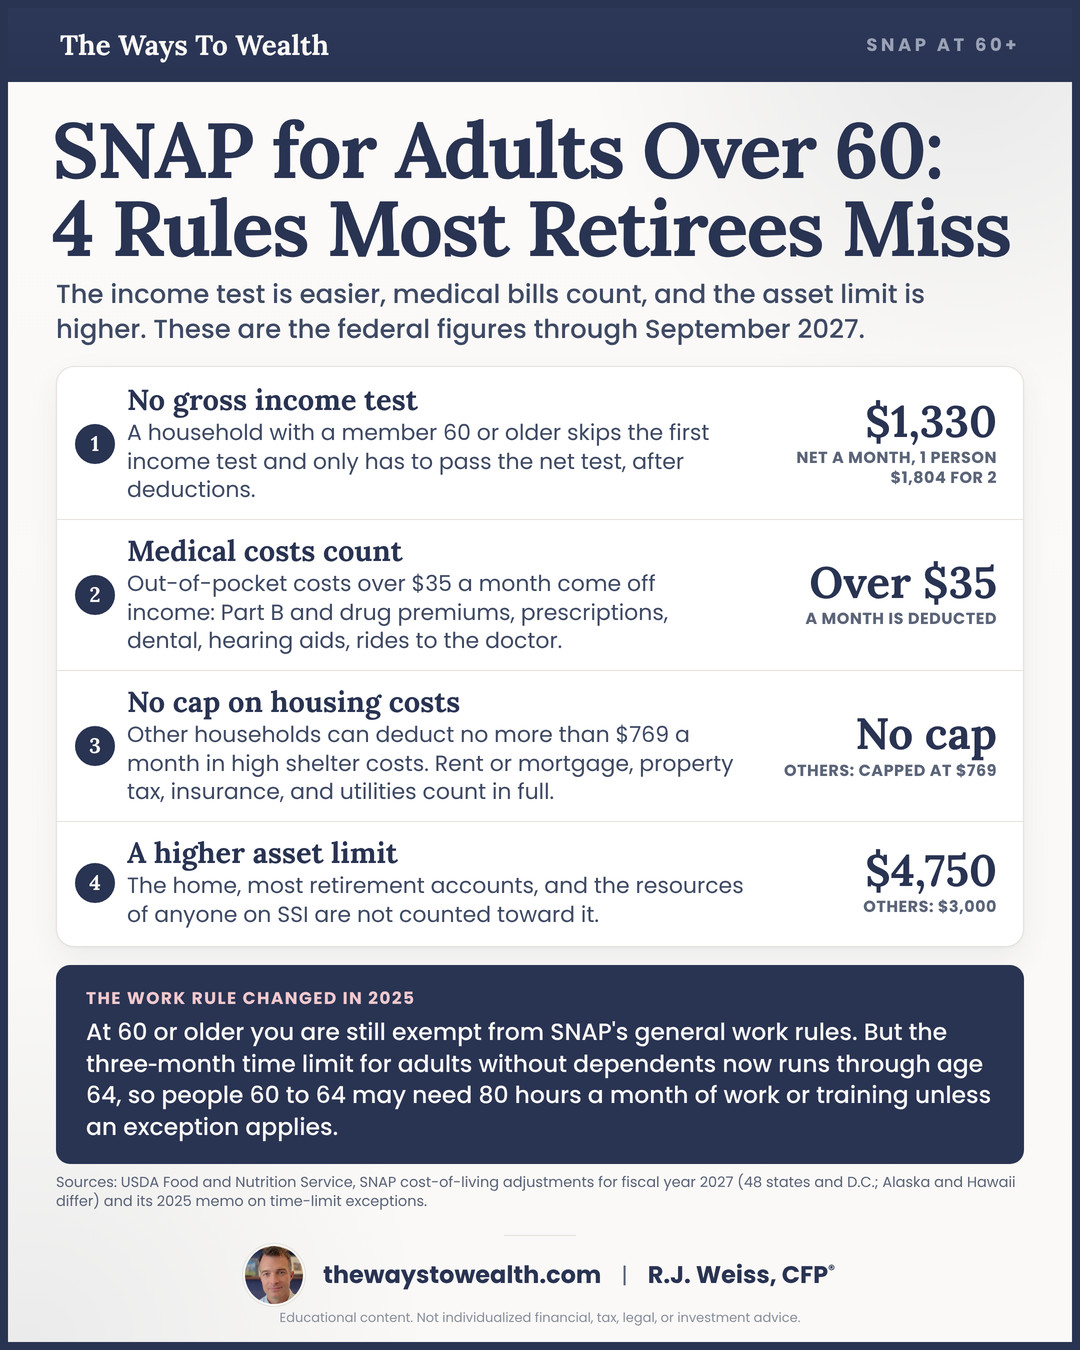 The Ways To Wealth
SNAP AT 60+
SNAP for Adults Over 60:
4 Rules Most Retirees Miss
The income test is easier, medical bills count, and the asset limit is
higher. These are the federal figures through September 2027.
1
No gross income test
A household with a member 60 or older skips the first
income test and only has to pass the net test, after
deductions.
$1,330
NET A MONTH, 1 PERSON
$1,804 FOR 2
2
Medical costs count
Out-of-pocket costs over $35 a month come off
income: Part B and drug premiums, prescriptions,
dental, hearing aids, rides to the doctor.
Over $35
A MONTH IS DEDUCTED
3
No cap on housing costs
Other households can deduct no more than $769 a
month in high shelter costs. Rent or mortgage, property
tax, insurance, and utilities count in full.
No cap
OTHERS: CAPPED AT $769
4
A higher asset limit
The home, most retirement accounts, and the resources
of anyone on SSI are not counted toward it.
$4,750
OTHERS: $3,000
THE WORK RULE CHANGED IN 2025
At 60 or older you are still exempt from SNAP's general work rules. But the
three-month time limit for adults without dependents now runs through age
64, so people 60 to 64 may need 80 hours a month of work or training unless
an exception applies.
Sources: USDA Food and Nutrition Service, SNAP cost-of-living adjustments for fiscal year 2027 (48 states and D.C.; Alaska and Hawaii
differ) and its 2025 memo on time-limit exceptions.
thewaystowealth.com | R.J. Weiss, CFP®
Educational content. Not individualized financial, tax, legal, or investment advice.